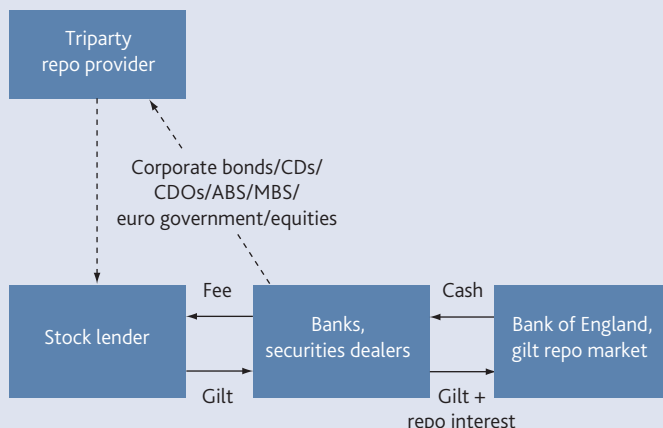 Triparty
repo provider
Corporate bonds/CDs/
CDOs/ABS/MBS/
euro government/equities
Stock lender
Fee
Gilt
Banks,
securities dealers
Cash
Gilt +
repo interest
Bank of England,
gilt repo market